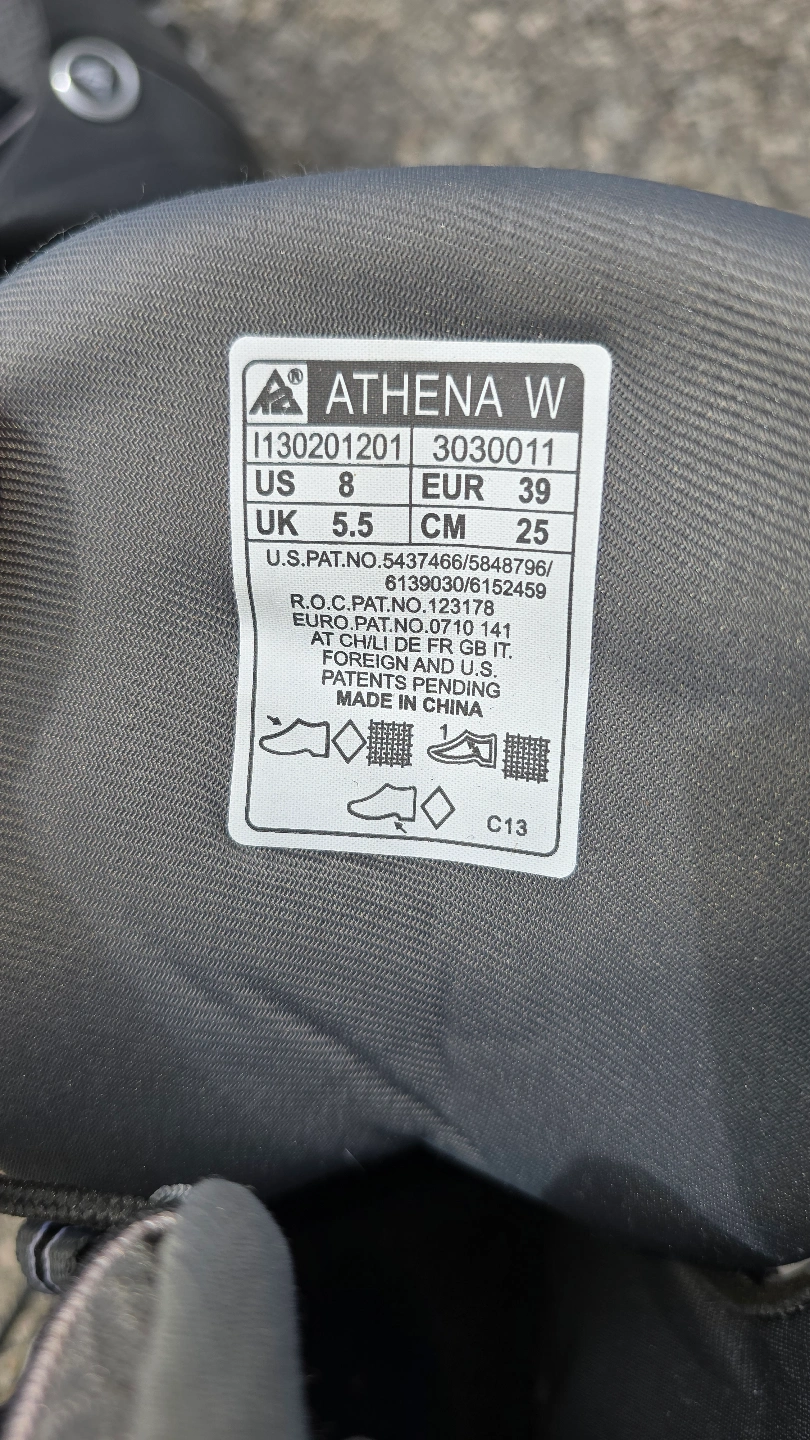 K2® ATHENA W
I130201201 3030011
US 8 EUR 39
UK 5.5 CM 25
U.S.PAT.NO.5437466/5848796/
6139030/6152459
R.O.C.PAT.NO.123178
EURO.PAT.NO.0710 141
AT CH/LI DE FR GB IT.
FOREIGN AND U.S.
PATENTS PENDING
MADE IN CHINA
1
C13